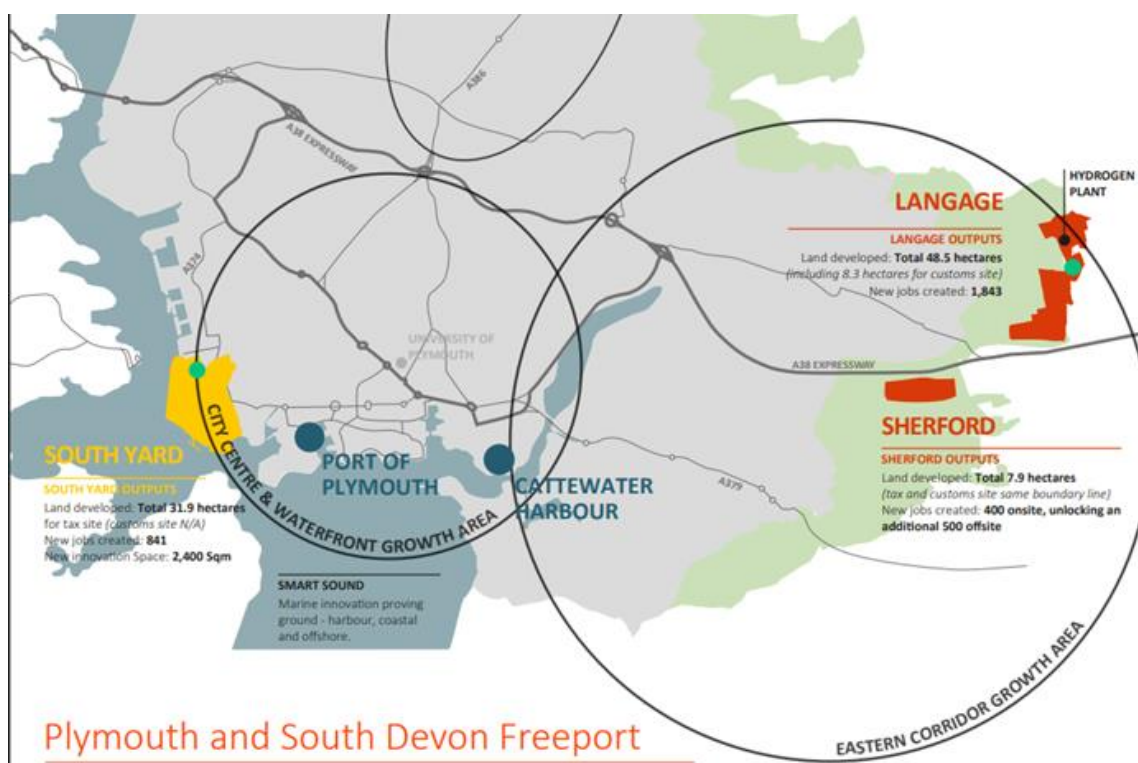 A386
A38 EXPRESSWAY
A374
HYDROGEN
PLANT
LANGAGE
LANGAGE OUTPUTS
Land developed: Total 48.5 hectares
(including 8.3 hectares for customs site)
New jobs created: 1,843
UNIVERSITY OF
PLYMOUTH
A38 EXPRESSWAY
SOUTH YARD
SOUTH YARD OUTPUTS
Land developed: Total 31.9 hectares
for tax site (customs site N/A)
New jobs created: 841
New innovation Space: 2,400 Sqm
PORT OF
PLYMOUTH
CATTEWATER
HARBOUR
CITY CENTRE & WATERFRONT GROWTH AREA
SHERFORD
SHERFORD OUTPUTS
Land developed: Total 7.9 hectares
(tax and customs site same boundary line)
New jobs created: 400 onsite, unlocking an
additional 500 offsite
A379
SMART SOUND
Marine innovation proving
ground - harbour, coastal
and offshore.
EASTERN CORRIDOR GROWTH AREA
Plymouth and South Devon Freeport